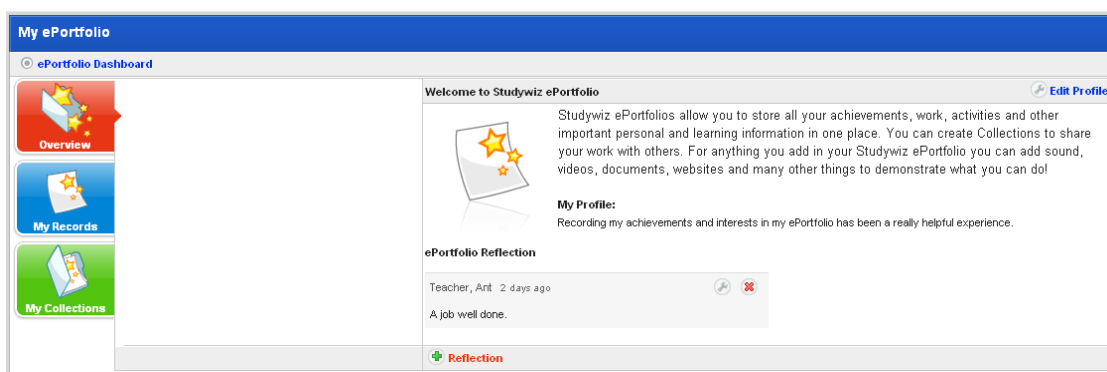 My ePortfolio
ePortfolio Dashboard
Overview
My Records
My Collections
Welcome to Studywiz ePortfolio
Edit Profile
Studywiz ePortfolios allow you to store all your achievements, work, activities and other
important personal and learning information in one place. You can create Collections to share
your work with others. For anything you add in your Studywiz ePortfolio you can add sound,
videos, documents, websites and many other things to demonstrate what you can do!
My Profile:
Recording my achievements and interests in my ePortfolio has been a really helpful experience.
ePortfolio Reflection
Teacher, Ant 2 days ago
A job well done.
Reflection